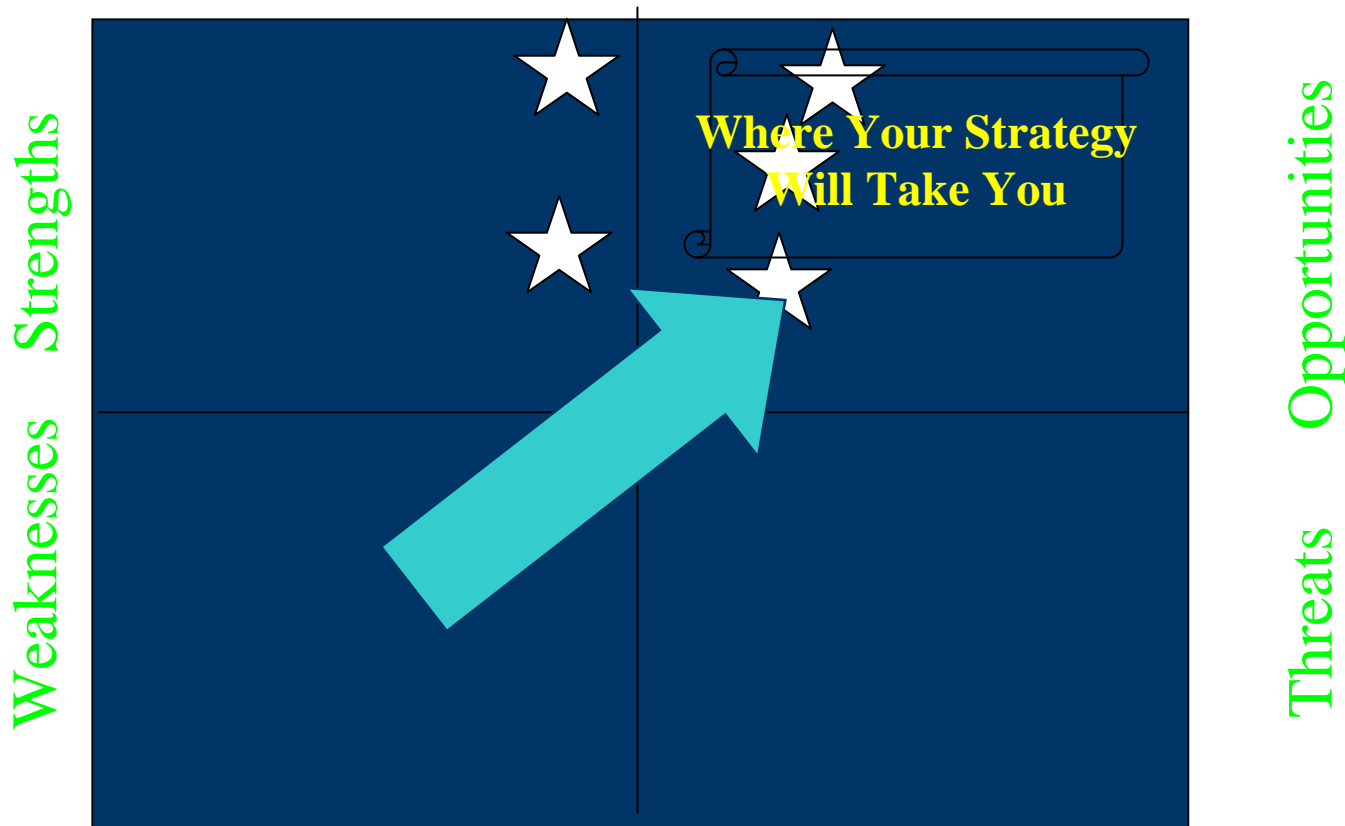 Strengths
Weaknesses
Where Your Strategy
Will Take You
Opportunities
Threats